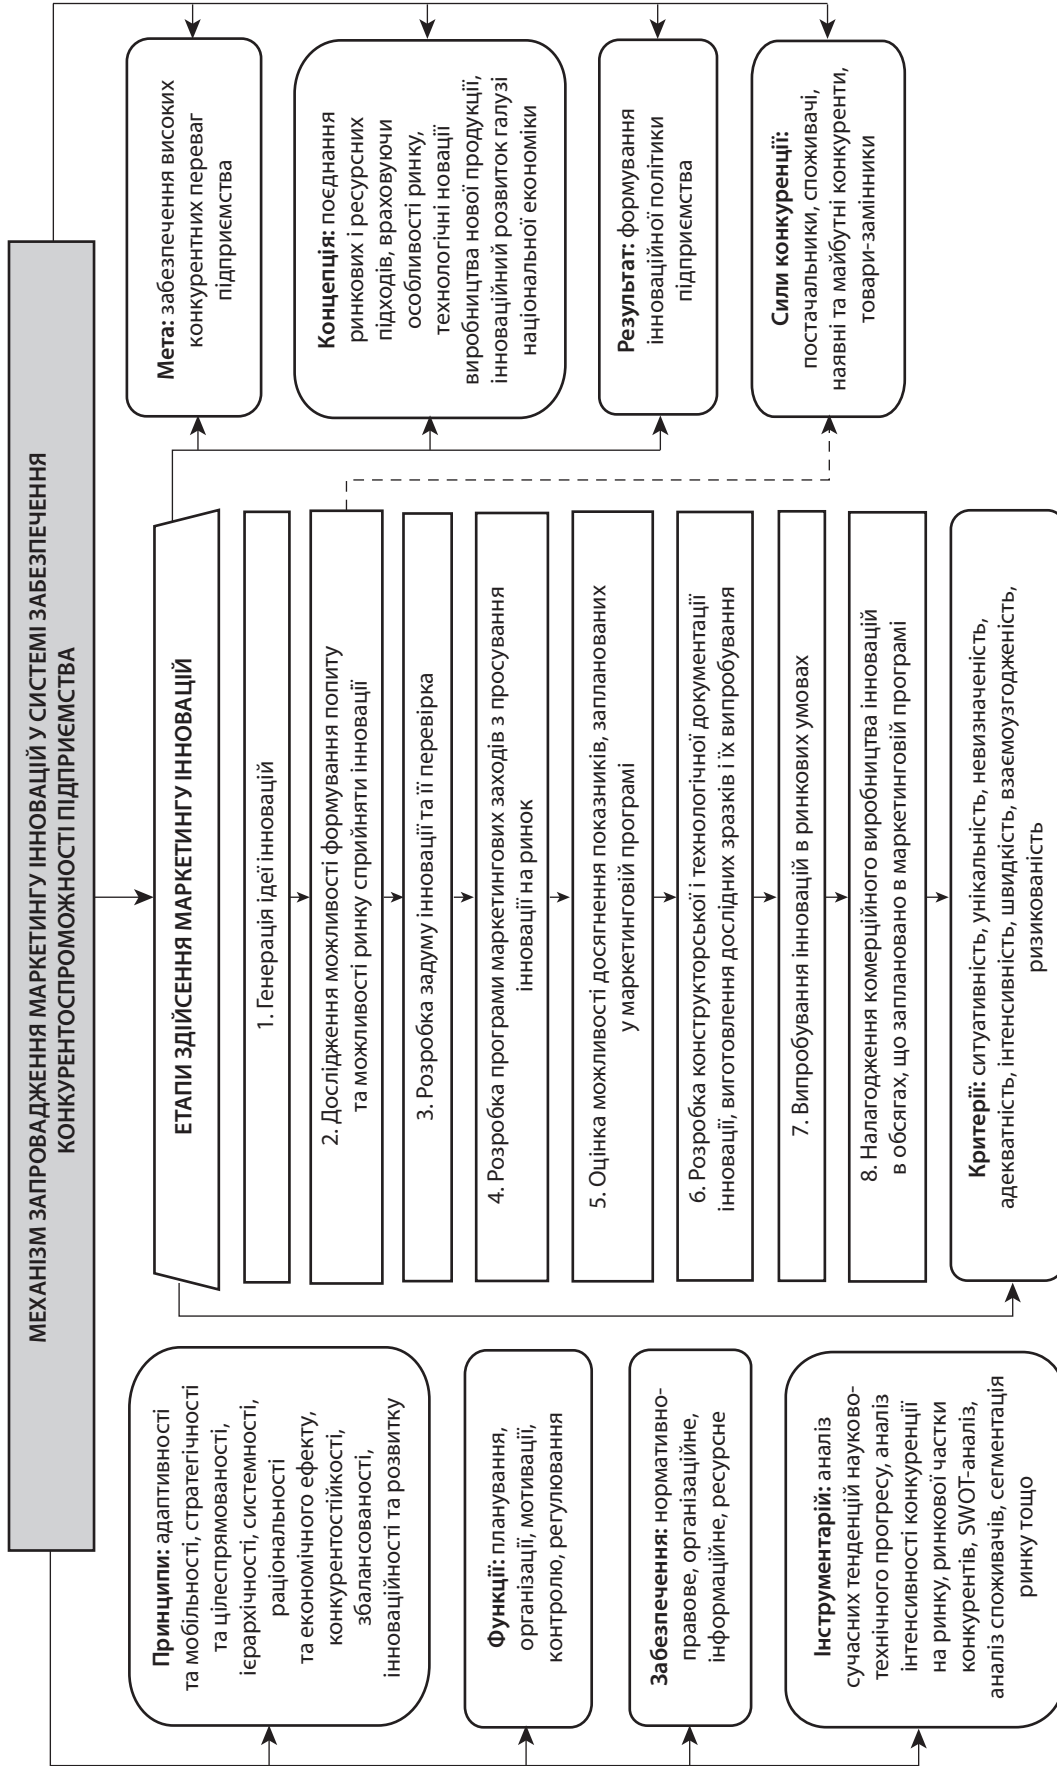 МЕХАНІЗМ ЗАПРОВАДЖЕННЯ МАРКЕТИНГУ ІННОВАЦІЙ У СИСТЕМІ ЗАБЕЗПЕЧЕННЯ
КОНКУРЕНТОСПРОМОЖНОСТІ ПІДПРИЄМСТВА
Принципи: адаптивності
та мобільності, стратегічності
та цілеспрямованості,
ієрархічності, системності,
раціональності
та економічного ефекту,
конкурентостійкості,
збалансованості,
інноваційності та розвитку
Функції: планування,
організації, мотивації,
контролю, регулювання
Забезпечення: нормативно-
правове, організаційне,
інформаційне, ресурсне
Інструментарій: аналіз
сучасних тенденцій науково-
технічного прогресу, аналіз
інтенсивності конкуренції
на ринку, ринкової частки
конкурентів, SWOT-аналіз,
аналіз споживачів, сегментація
ринку тощо
ЕТАПИ ЗДІЙСЕННЯ МАРКЕТИНГУ ІННОВАЦІЙ
1. Генерація ідеї інновацій
2. Дослідження можливості формування попиту
та можливості ринку сприйняти інновації
3. Розробка задуму інновації та її перевірка
4. Розробка програми маркетингових заходів з просування
інновації на ринок
5. Оцінка можливості досягнення показників, запланованих
у маркетинговій програмі
6. Розробка конструкторської і технологічної документації
інновації, виготовлення дослідних зразків і їх випробування
7. Випробування інновацій в ринкових умовах
8. Налагодження комерційного виробництва інновацій
в обсягах, що заплановано в маркетинговій програмі
Критерії: ситуативність, унікальність, невизначеність,
адекватність, інтенсивність, швидкість, взаємоузгодженість,
ризикованість
Мета: забезпечення високих
конкурентних переваг
підприємства
Концепція: поєднання
ринкових і ресурсних
підходів, враховуючи
особливості ринку,
технологічні новації
виробництва нової продукції,
інноваційний розвиток галузі
національної економіки
Результат: формування
інноваційної політики
підприємства
Сили конкуренції:
постачальники, споживачі,
наявні та майбутні конкуренти,
товари-замінники